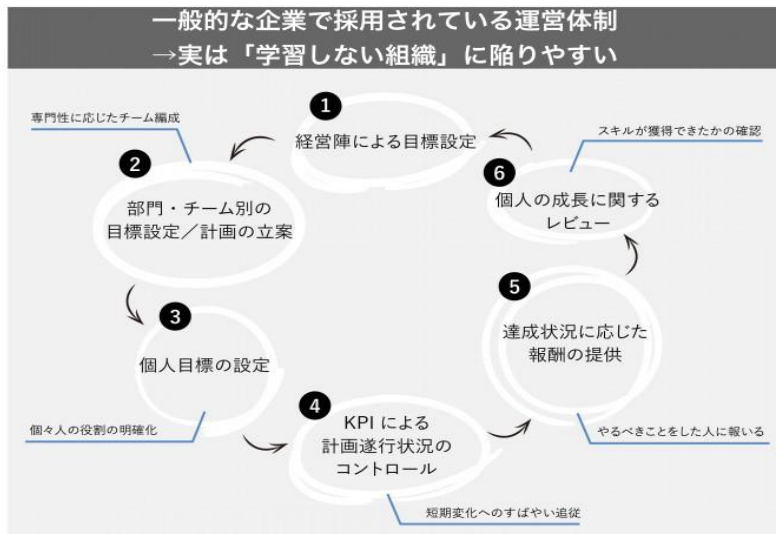 一般的な企業で採用されている運営体制
→実は「学習しない組織」に陥りやすい
1
経営陣による目標設定
専門性に応じたチーム編成
2
部門・チーム別の
目標設定／計画の立案
3
個人目標の設定
個々人の役割の明確化
4
KPI による
計画遂行状況の
コントロール
短期変化へのすばやい追従
5
達成状況に応じた
報酬の提供
やるべきことをした人に報いる
スキルが獲得できたかの確認
6
個人の成長に関する
レビュー